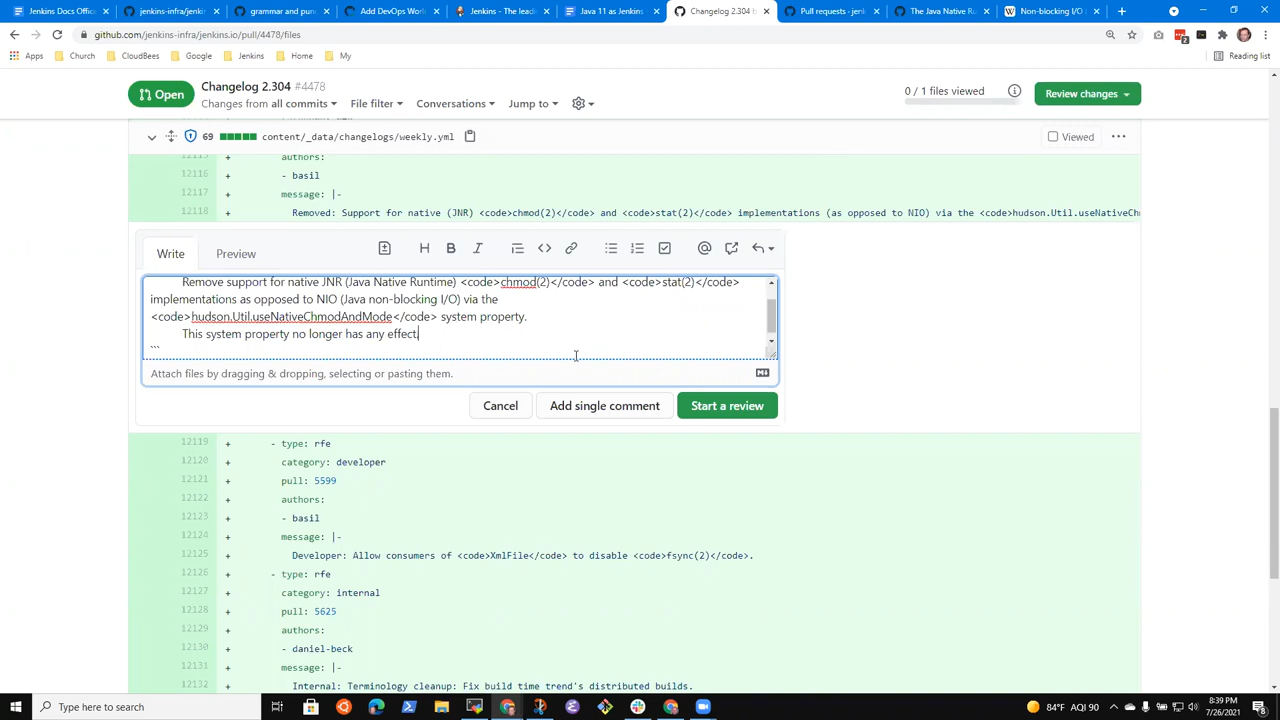 Jenkins Docs Offic
jenkins-infra/jenki
grammar and punc
Add DevOps World
Jenkins - The leadi
Java 11 as Jenkins
Changelog 2.304 b
Pull requests · jenk
The Java Native Ru
Non-blocking I/O (
github.com/jenkins-infra/jenkins.io/pull/4478/files
Apps
Church
CloudBees
Google
Jenkins
Home
My
Reading list
Open
Changelog 2.304 #4478
Changes from all commits
File filter
Conversations
Jump to
0 / 1 files viewed
Review changes
69
content/_data/changelogs/weekly.yml
Viewed
12115 + authors:
12116 + - basil
12117 + message: |-
12118 + Removed: Support for native (JNR) <code>chmod(2)</code> and <code>stat(2)</code> implementations (as opposed to NIO) via the <code>hudson.Util.useNativeChm
Write
Preview
Remove support for native JNR (Java Native Runtime) <code>chmod(2)</code> and <code>stat(2)</code>
implementations as opposed to NIO (Java non-blocking I/O) via the
<code>hudson.Util.useNativeChmodAndMode</code> system property.
This system property no longer has any effect.
```
Attach files by dragging & dropping, selecting or pasting them.
Cancel
Add single comment
Start a review
12119 + - type: rfe
12120 + category: developer
12121 + pull: 5599
12122 + authors:
12123 + - basil
12124 + message: |-
12125 + Developer: Allow consumers of <code>XmlFile</code> to disable <code>fsync(2)</code>.
12126 + - type: rfe
12127 + category: internal
12128 + pull: 5625
12129 + authors:
12130 + - daniel-beck
12131 + message: |-
12132 + Internal: Terminology cleanup: Fix build time trend's distributed builds.
Type here to search
84°F AQI 90
8:39 PM
7/26/2021